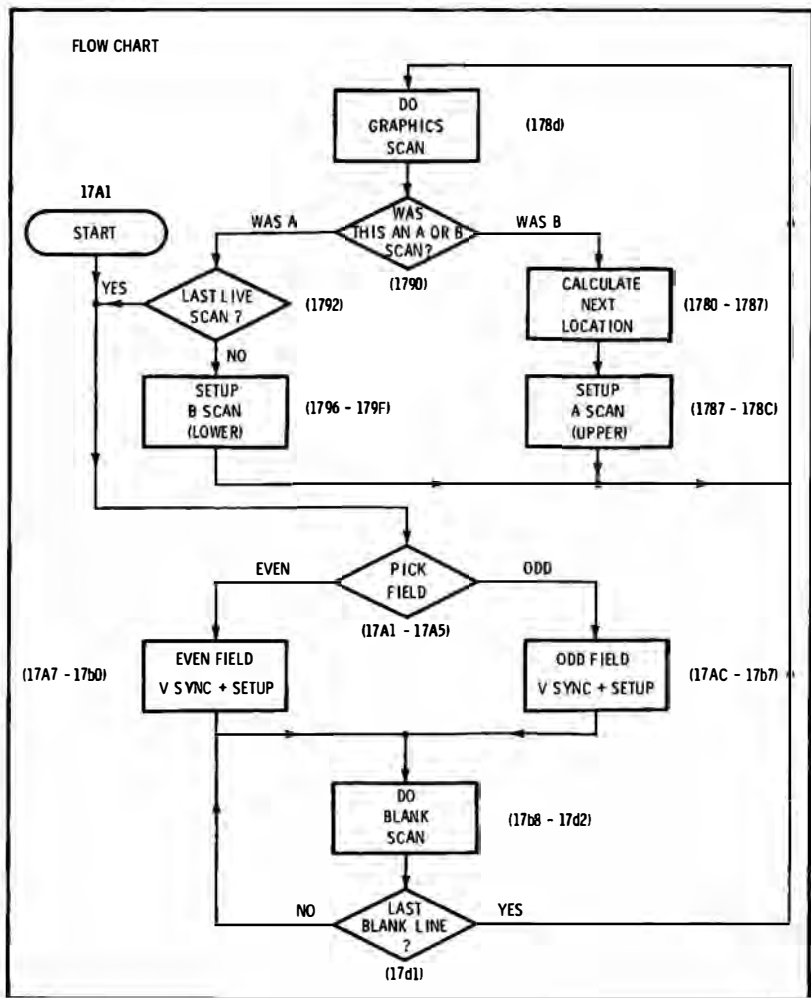 FLOW CHART
DO
GRAPHICS
SCAN
(178d)
17A1
START
WAS A
WAS
THIS AN A OR B
SCAN?
WAS B
(1790)
YES
LAST LIVE
SCAN ?
(1792)
CALCULATE
NEXT
LOCATION
(1780 - 1787)
NO
SETUP
B SCAN
(LOWER)
(1796 - 179F)
SETUP
A SCAN
(UPPER)
(1787 - 178C)
EVEN
PICK
FIELD
ODD
(17A1 - 17A5)
(17A7 - 17b0)
EVEN FIELD
V SYNC + SETUP
ODD FIELD
V SYNC + SETUP
(17AC - 17b7)
DO
BLANK
SCAN
(17b8 - 17d2)
NO
LAST
BLANK LINE
?
YES
(17d1)